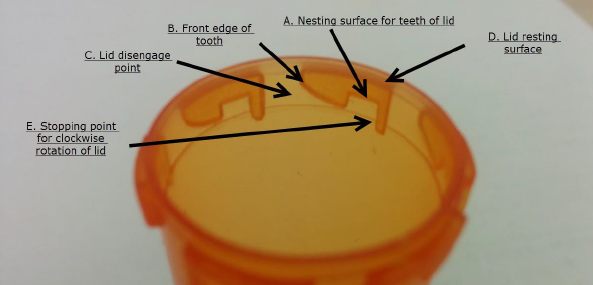 A. Nesting surface for teeth of lid
B. Front edge of
tooth
D. Lid resting
surface
C. Lid disengage
point
E. Stopping point
for clockwise
rotation of lid